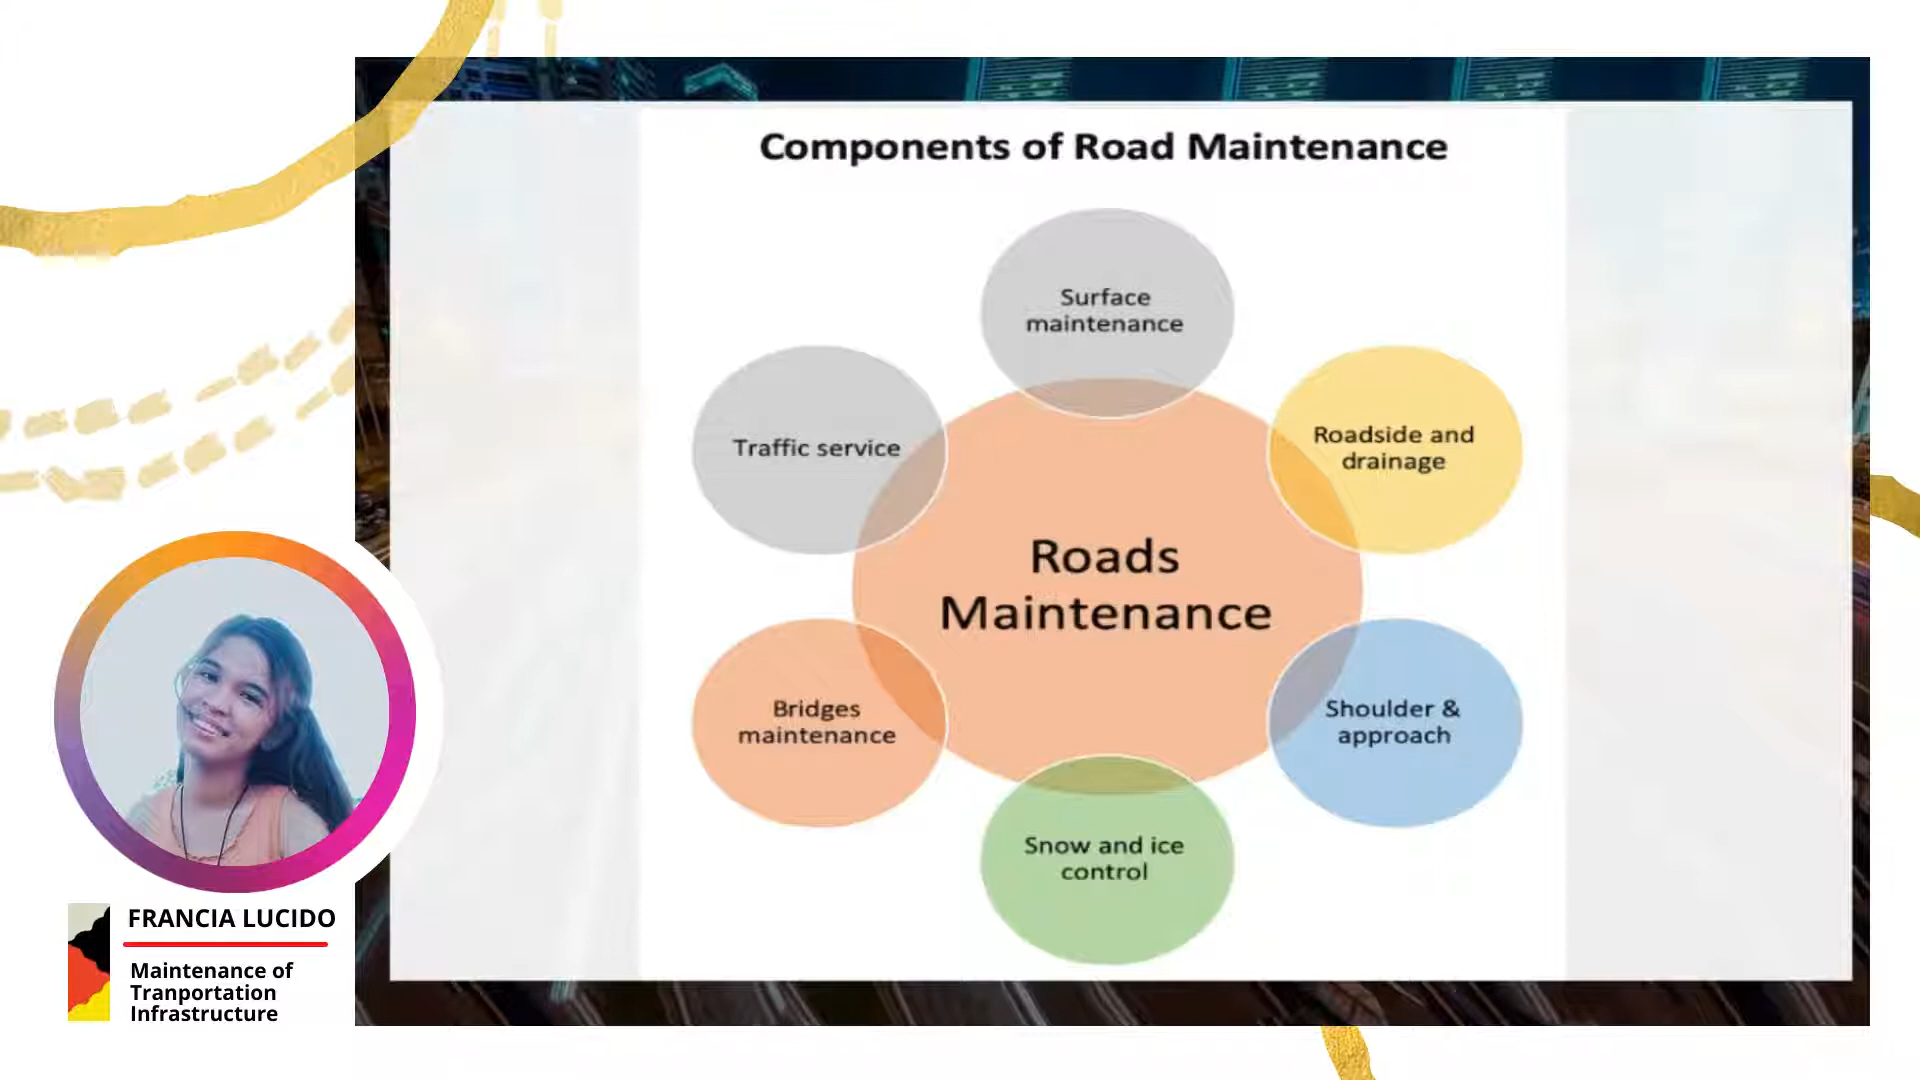 Components of Road Maintenance
Surface
maintenance
Traffic service
Roadside and
drainage
Roads
Maintenance
Bridges
maintenance
Shoulder &
approach
Snow and ice
control
FRANCIA LUCIDO
Maintenance of
Tranportation
Infrastructure